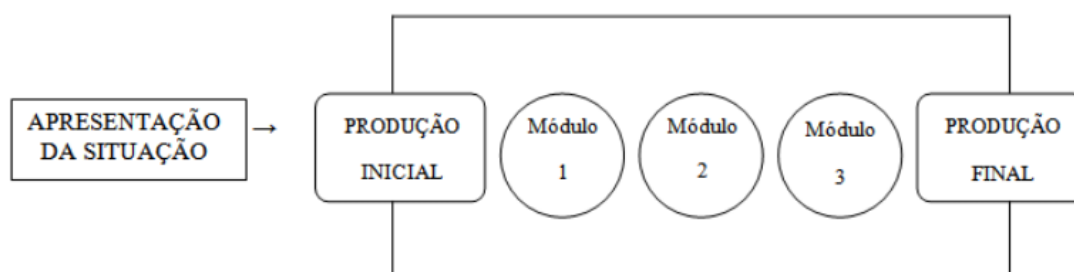 APRESENTAÇÃO
DA SITUAÇÃO
→
PRODUÇÃO
INICIAL
Módulo
1
Módulo
2
Módulo
3
PRODUÇÃO
FINAL